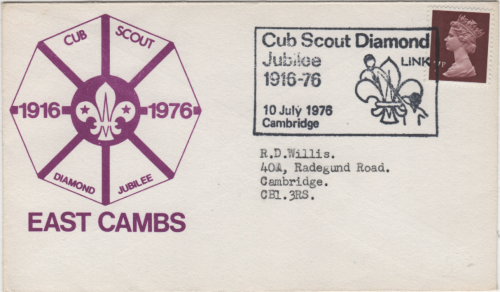 CUB SCOUT
1916 1976
DIAMOND JUBILEE
EAST CAMBS
Cub Scout Diamond
Jubilee LINK
1916-76
10 July 1976
Cambridge
R.D.Willis.
40A, Radegund Road.
Cambridge.
CH1.3RS.